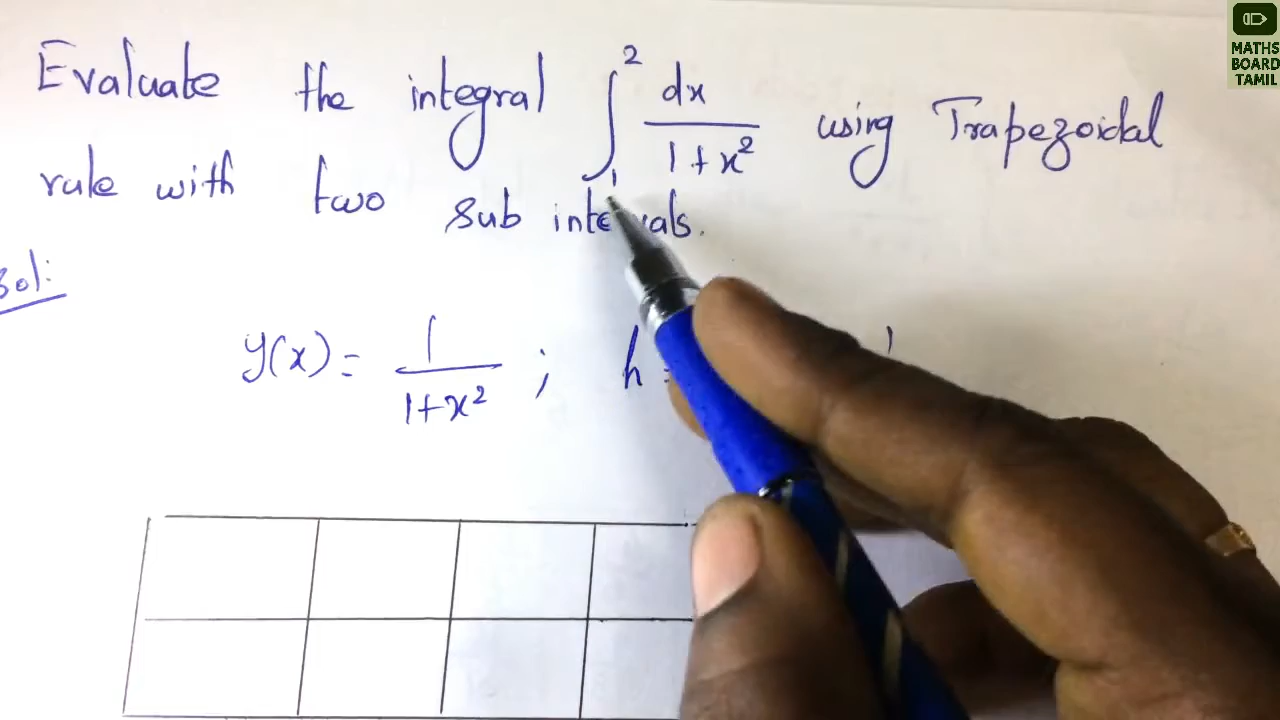 Evaluate the integral ∫₁² dx / 1+x² using Trapezoidal
rule with two sub intervals.
Sol:
y(x) = 1 / 1+x² ; h =
MATHS
BOARD
TAMIL